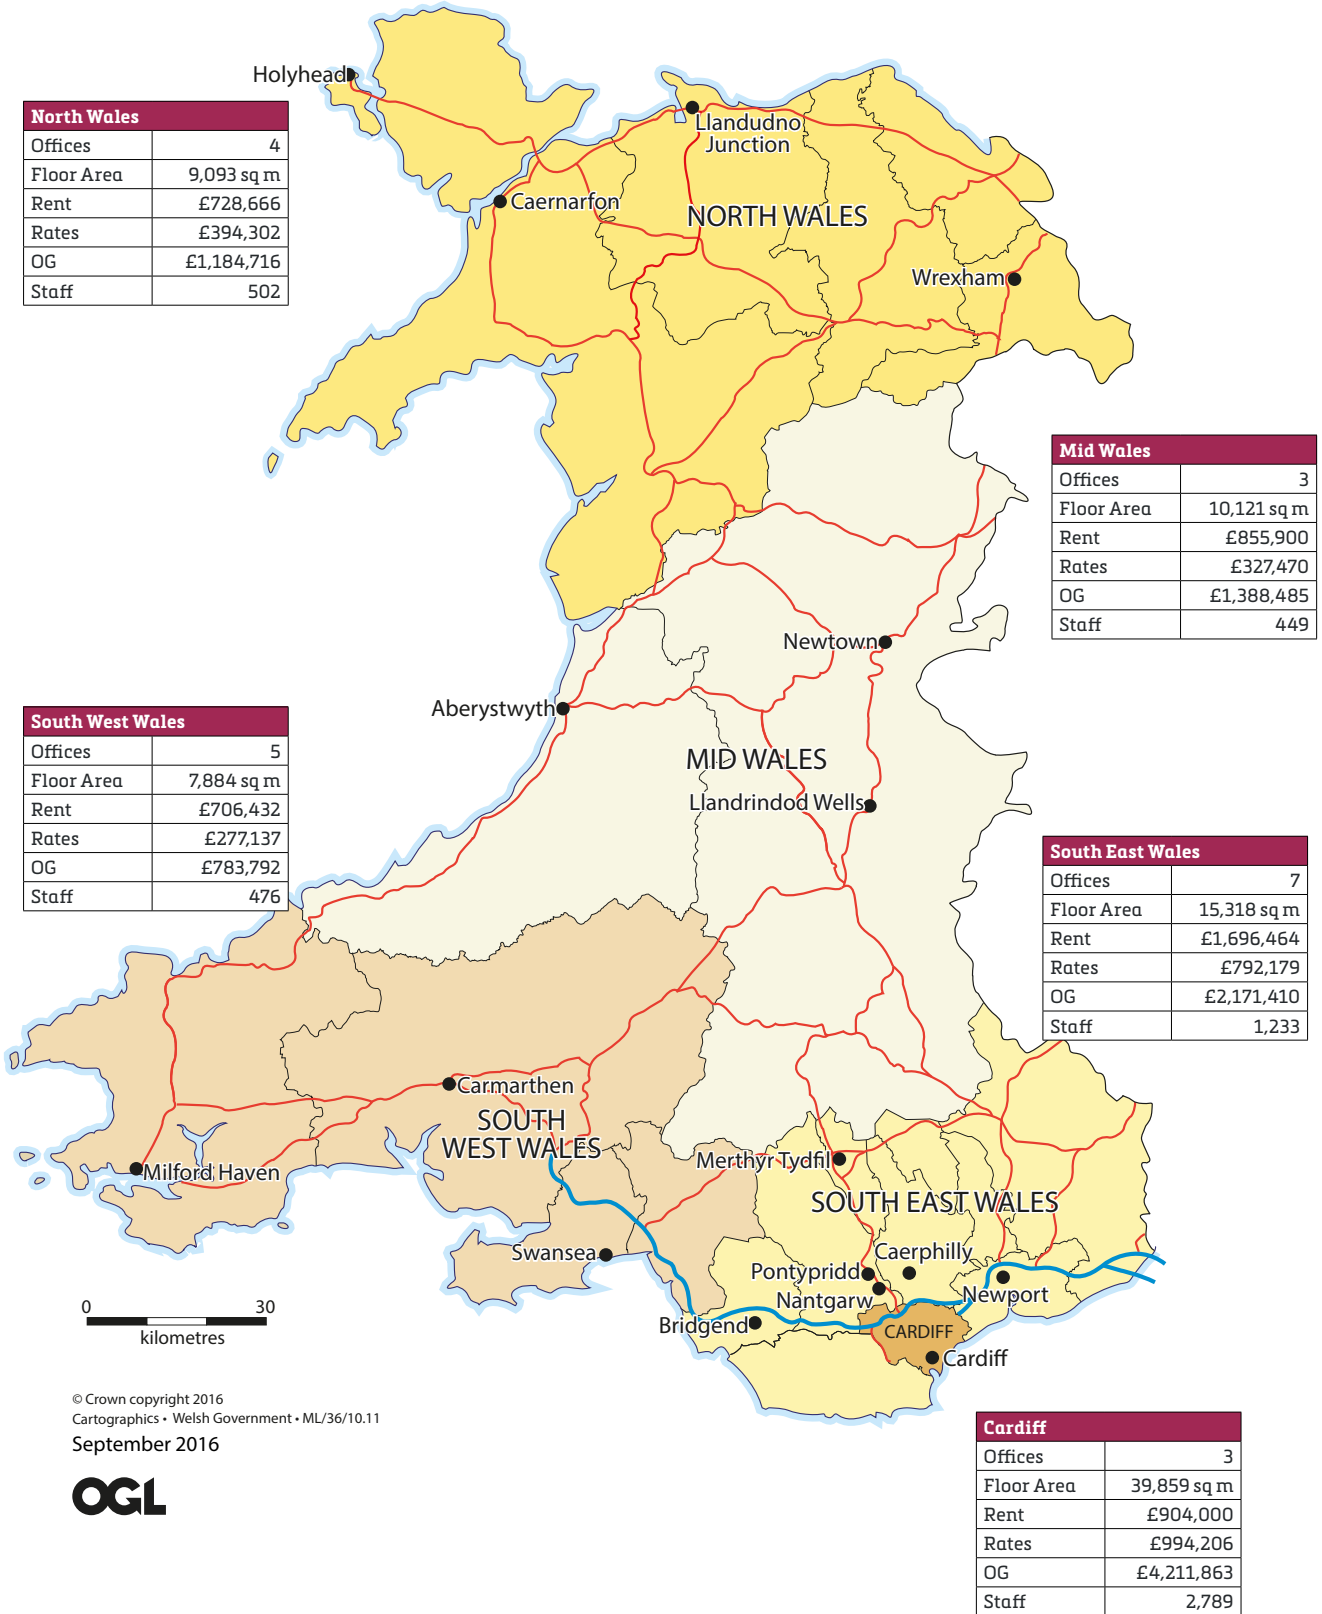 Holyhead
North Wales
Offices 4
Floor Area 9,093 sq m
Rent £728,666
Rates £394,302
OG £1,184,716
Staff 502
Llandudno
Junction
Caernarfon
NORTH WALES
Wrexham
Mid Wales
Offices 3
Floor Area 10,121 sq m
Rent £855,900
Rates £327,470
OG £1,388,485
Staff 449
Newtown
Aberystwyth
MID WALES
Llandrindod Wells
South West Wales
Offices 5
Floor Area 7,884 sq m
Rent £706,432
Rates £277,137
OG £783,792
Staff 476
South East Wales
Offices 7
Floor Area 15,318 sq m
Rent £1,696,464
Rates £792,179
OG £2,171,410
Staff 1,233
Carmarthen
SOUTH
WEST WALES
Milford Haven
Merthyr Tydfil
SOUTH EAST WALES
Swansea
Caerphilly
Pontypridd
Nantgarw
Newport
Bridgend
CARDIFF
Cardiff
0 30
kilometres
© Crown copyright 2016
Cartographics • Welsh Government • ML/36/10.11
September 2016
OGL
Cardiff
Offices 3
Floor Area 39,859 sq m
Rent £904,000
Rates £994,206
OG £4,211,863
Staff 2,789